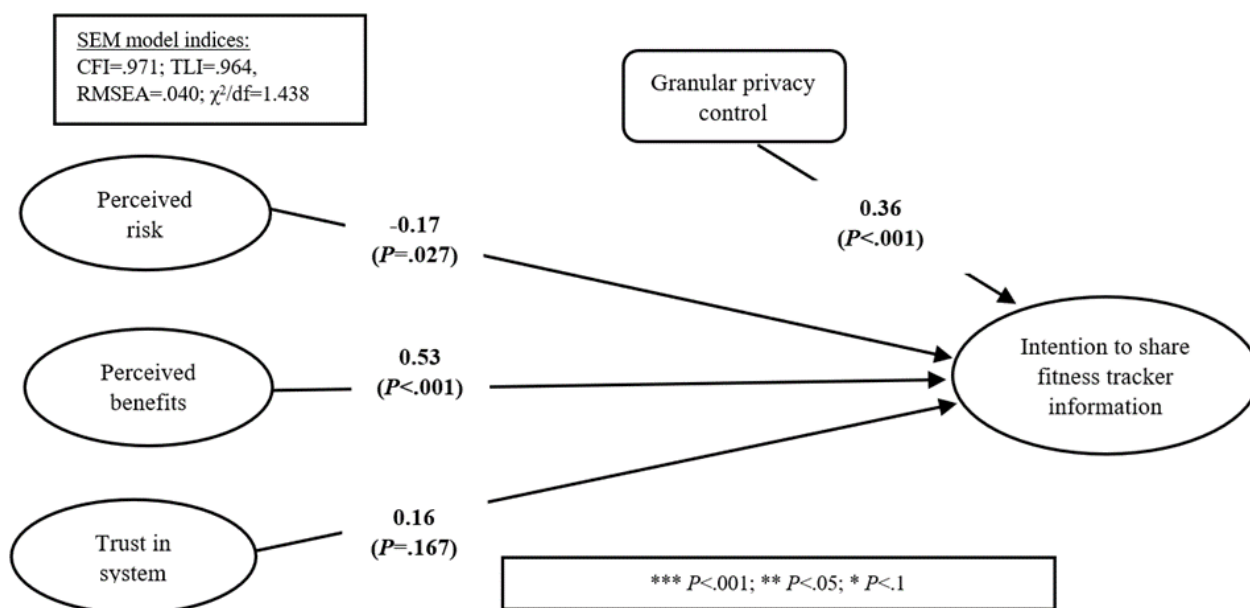 SEM model indices:
CFI=.971; TLI=.964,
RMSEA=.040; χ²/df=1.438
Granular privacy
control
Perceived
risk
-0.17
(P=.027)
0.36
(P<.001)
Perceived
benefits
0.53
(P<.001)
Intention to share
fitness tracker
information
Trust in
system
0.16
(P=.167)
*** P<.001; ** P<.05; * P<.1